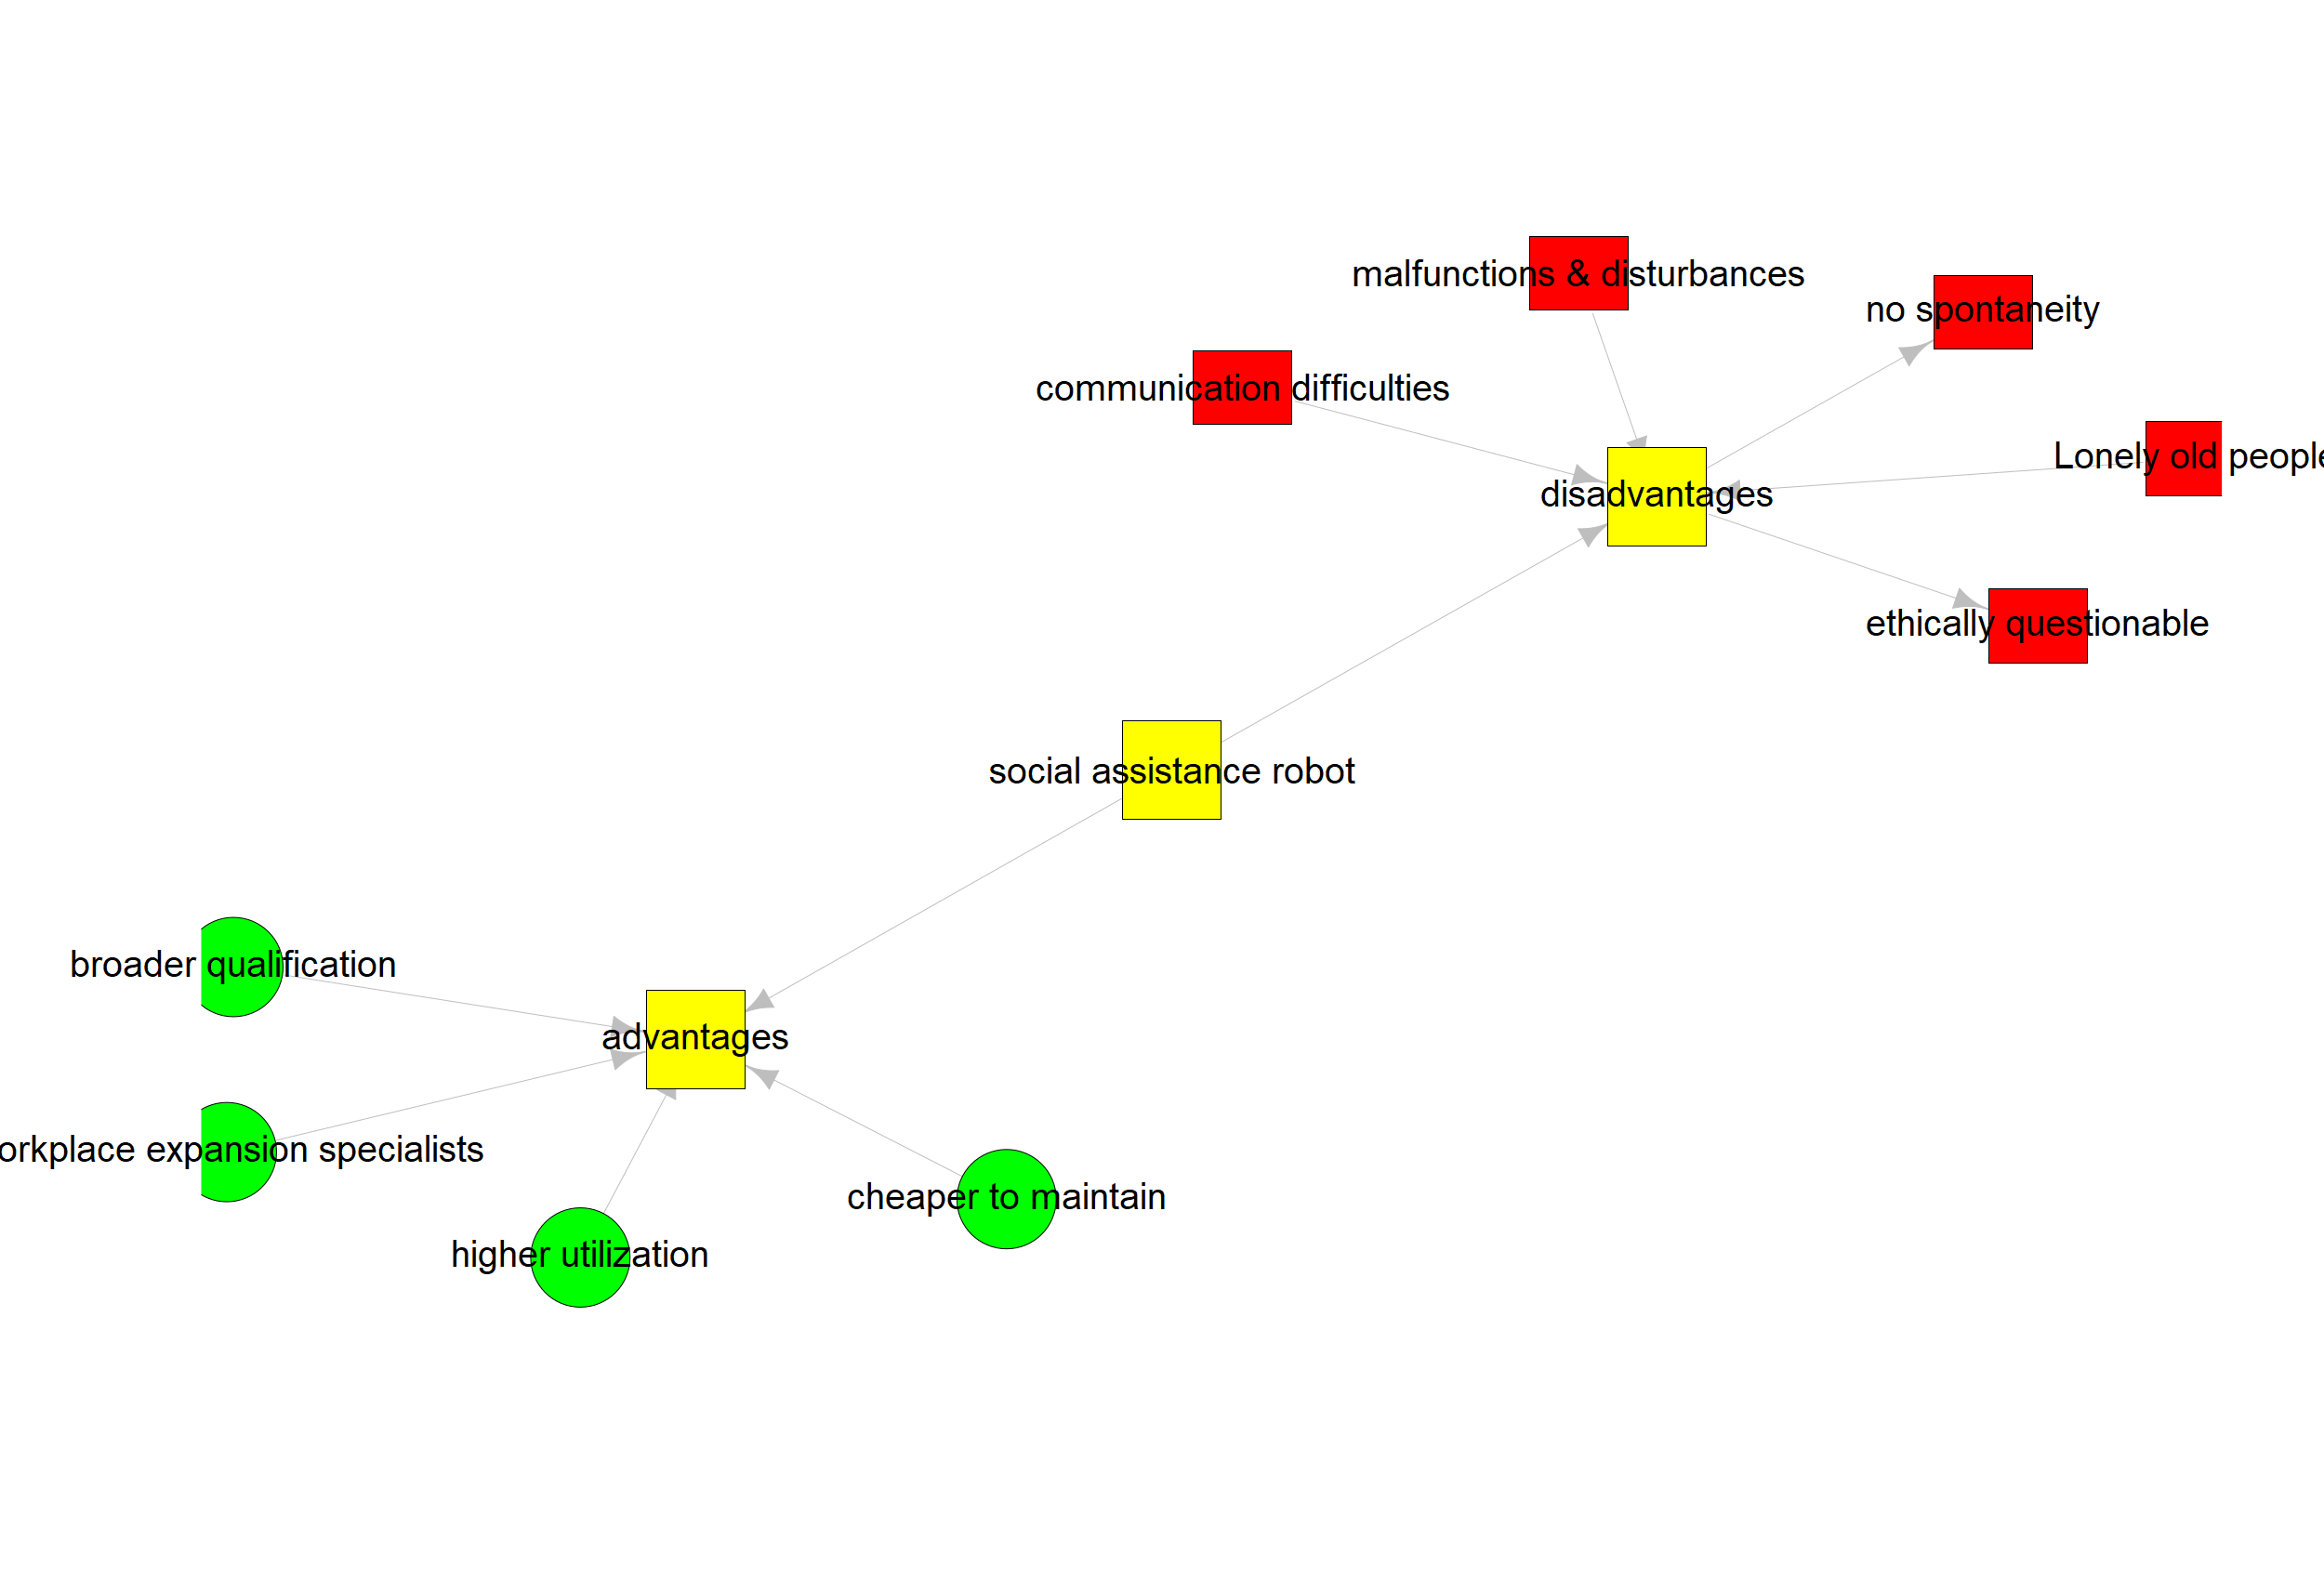 malfunctions & disturbances
no spontaneity
communication difficulties
Lonely old people
disadvantages
ethically questionable
social assistance robot
broader qualification
advantages
orkplace expansion specialists
cheaper to maintain
higher utilization